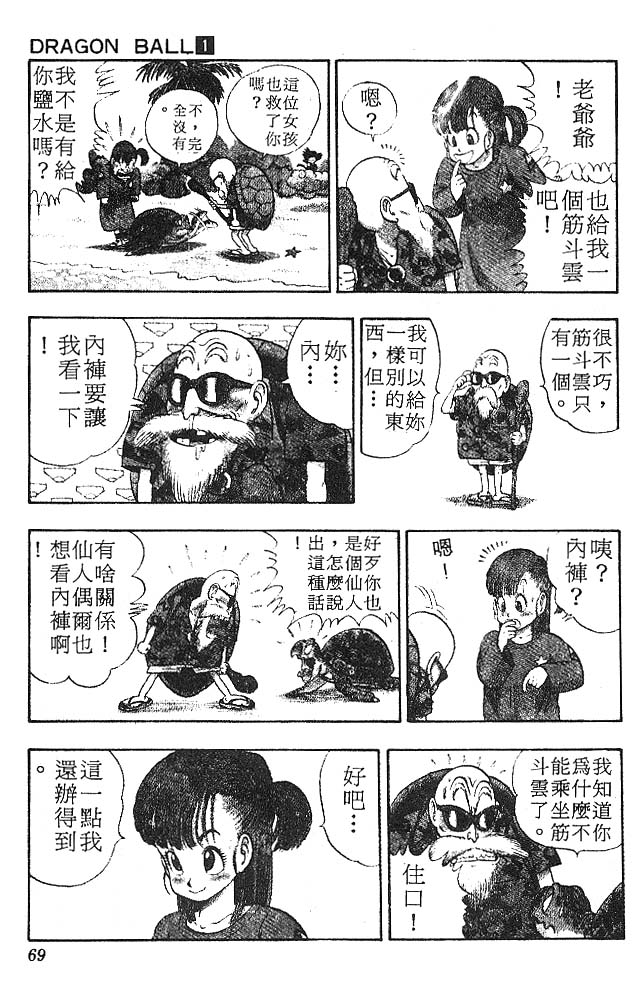 DRAGON BALL 1
老爺爺
！
也給我一
個筋斗雲
吧！
嗯？
這位女孩
也救了你
嗎？
不，完
全沒有
。
我不是有給
你鹽水嗎？
很不巧，
筋斗雲只
有一個。
我可以給妳
一樣別的東
西，但…
妳…
內…
內褲要讓
我看一下
！
咦？
內褲？
嗯！
好歹你也
是個仙人
，怎麼說
出這種話
！
有啥關係！
仙人偶爾也
想看內褲啊
！
我知道你
爲什麼不
能乘坐筋
斗雲了。
住口！
好吧…
這一點我
還辦得到
。
69